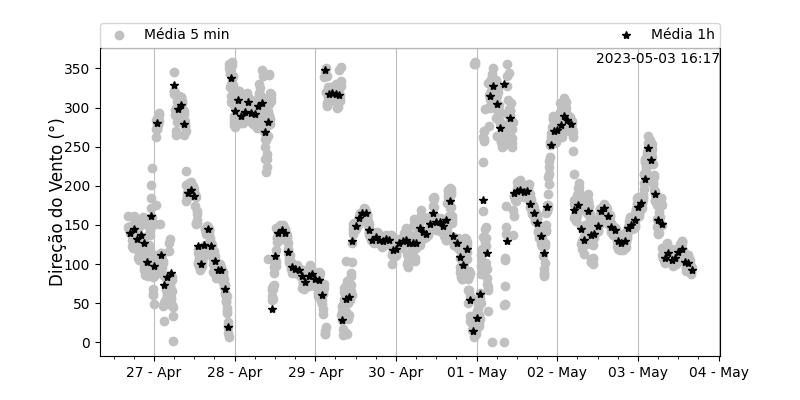 Média 5 min
Média 1h
2023-05-03 16:17
Direção do Vento (°)
350
300
250
200
150
100
50
0
27 - Apr
28 - Apr
29 - Apr
30 - Apr
01 - May
02 - May
03 - May
04 - May